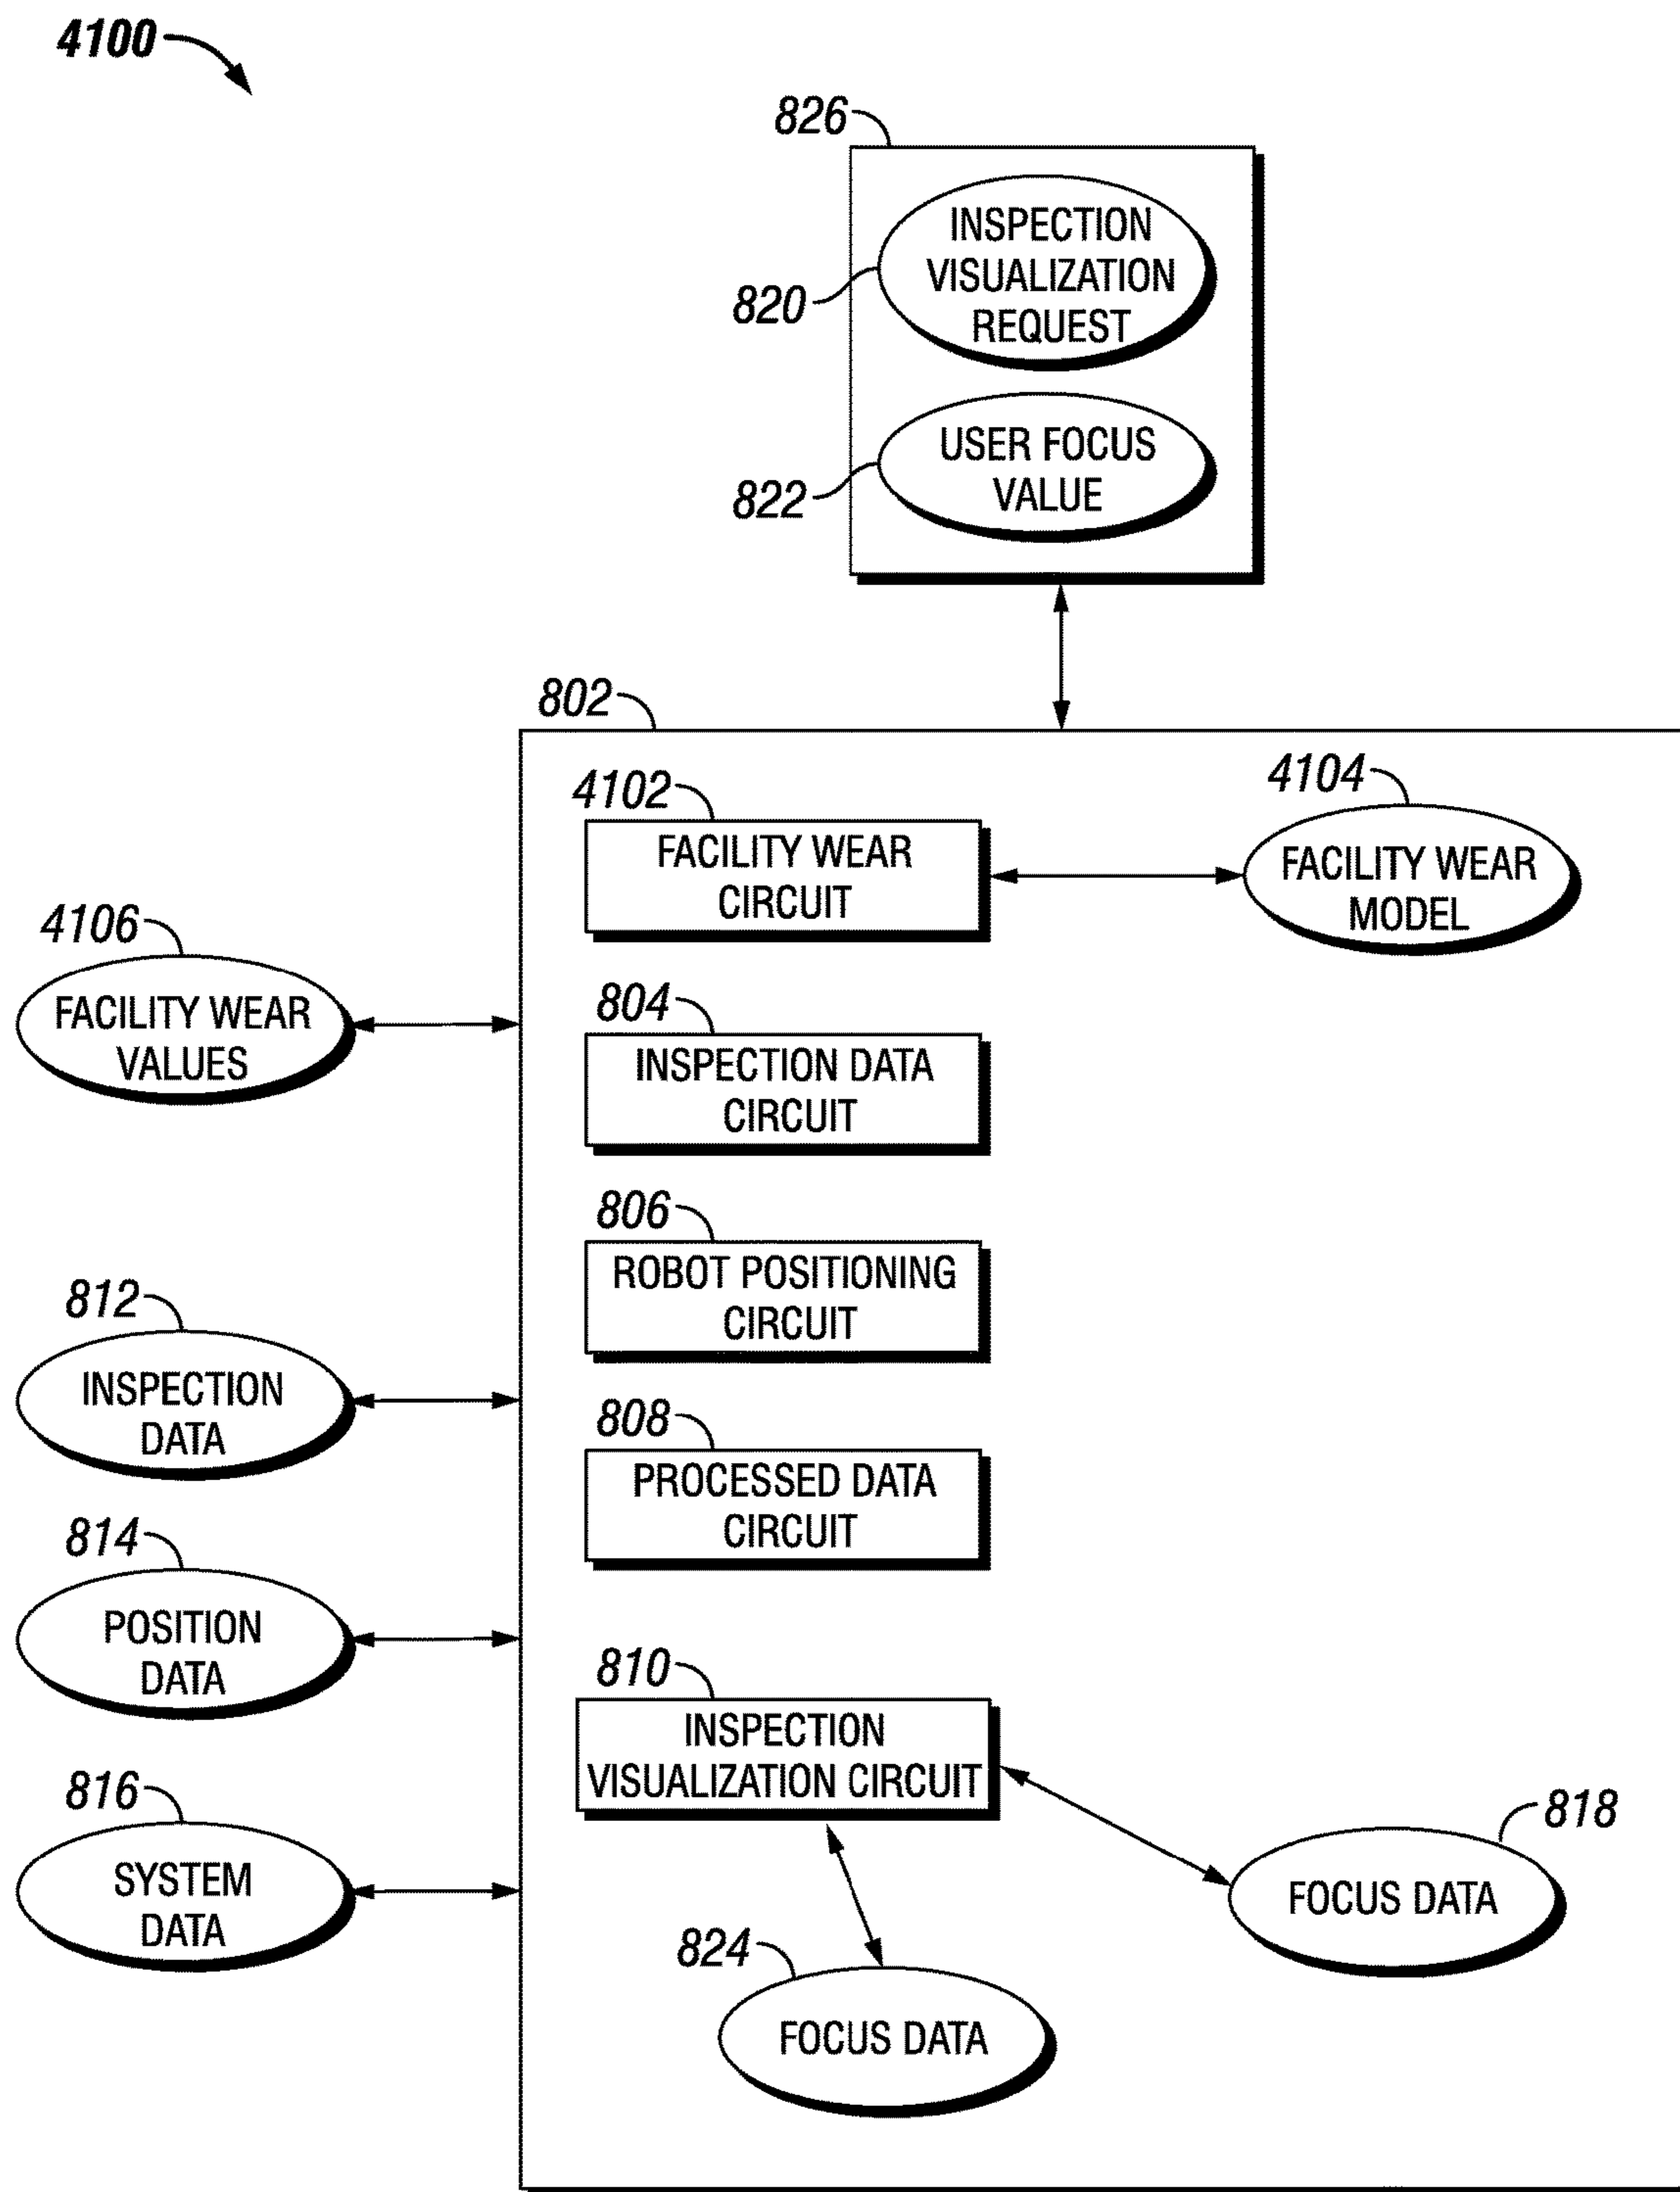 4100
826
INSPECTION
VISUALIZATION
REQUEST
820
USER FOCUS
VALUE
822
802
4102
FACILITY WEAR
CIRCUIT
4104
FACILITY WEAR
MODEL
4106
FACILITY WEAR
VALUES
804
INSPECTION DATA
CIRCUIT
806
ROBOT POSITIONING
CIRCUIT
812
INSPECTION
DATA
808
PROCESSED DATA
CIRCUIT
814
POSITION
DATA
810
INSPECTION
VISUALIZATION CIRCUIT
816
SYSTEM
DATA
818
FOCUS DATA
824
FOCUS DATA